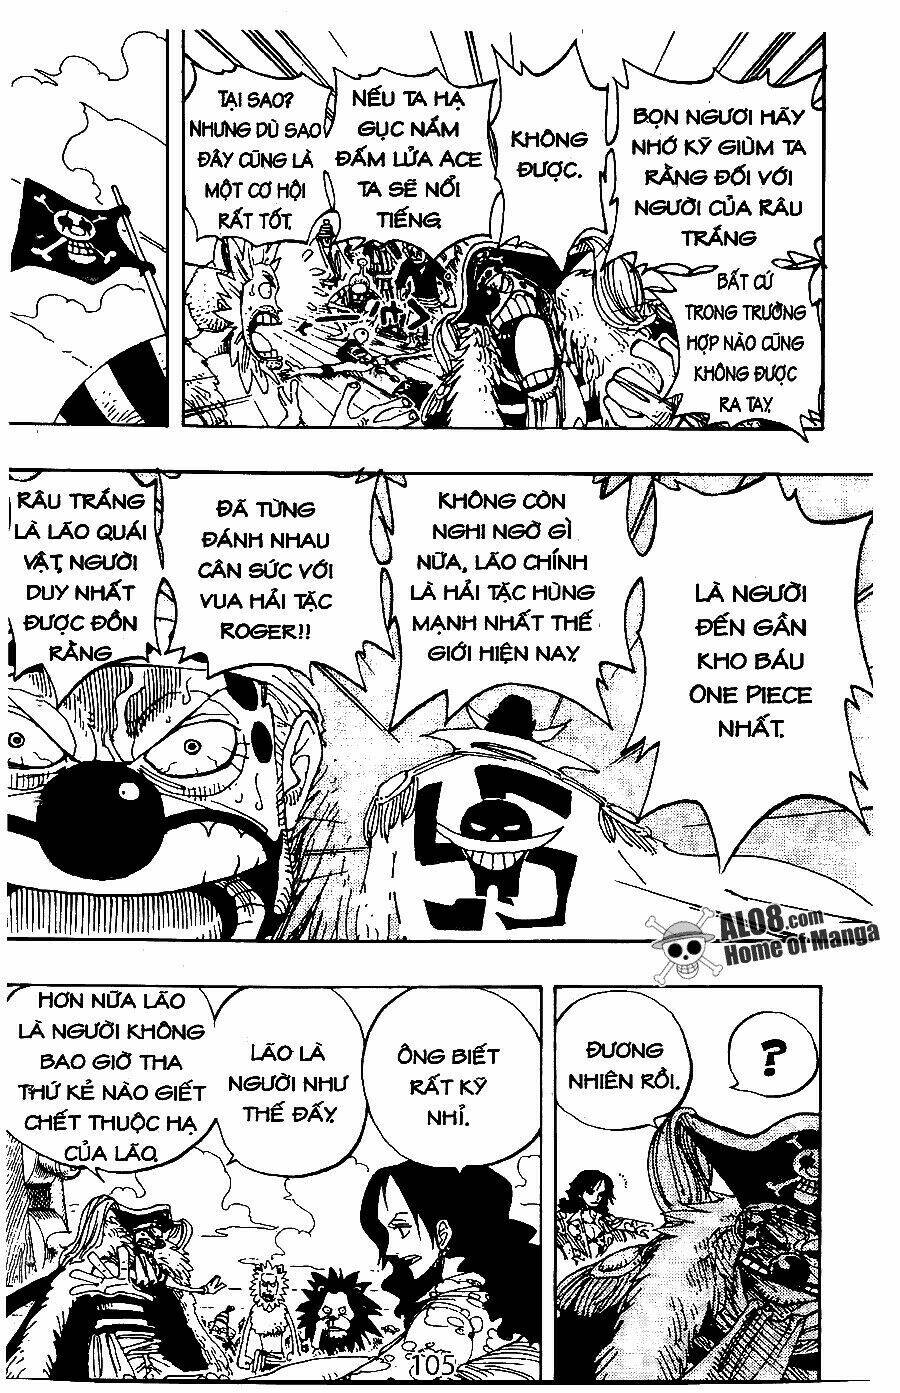 TẠI SAO?
NHƯNG DÙ SAO
ĐÂY CŨNG LÀ
MỘT CƠ HỘI
RẤT TỐT.
NẾU TA HẠ
GỤC NẮM
ĐẤM LỬA ACE
TA SẼ NỔI
TIẾNG.
KHÔNG
ĐƯỢC.
BỌN NGƯƠI HÃY
NHỚ KỸ GIÙM TA
RẰNG ĐỐI VỚI
NGƯỜI CỦA RÂU
TRẮNG
BẤT CỨ
TRONG TRƯỜNG
HỢP NÀO CŨNG
KHÔNG ĐƯỢC
RA TAY.
RÂU TRẮNG
LÀ LÃO QUÁI
VẬT, NGƯỜI
DUY NHẤT
ĐƯỢC ĐỒN
RẰNG
ĐÃ TỪNG
ĐÁNH NHAU
CÂN SỨC VỚI
VUA HẢI TẶC
ROGER!!
KHÔNG CÒN
NGHI NGỜ GÌ
NỮA, LÃO CHÍNH
LÀ HẢI TẶC HÙNG
MẠNH NHẤT THẾ
GIỚI HIỆN NAY.
LÀ NGƯỜI
ĐẾN GẦN
KHO BÁU
ONE PIECE
NHẤT.
ALO8.com
Home of Manga
HƠN NỮA LÃO
LÀ NGƯỜI KHÔNG
BAO GIỜ THA
THỨ KẺ NÀO GIẾT
CHẾT THUỘC HẠ
CỦA LÃO.
LÃO LÀ
NGƯỜI NHƯ
THẾ ĐẤY.
ÔNG BIẾT
RẤT KỸ
NHỈ.
ĐƯƠNG
NHIÊN RỒI.
?
105